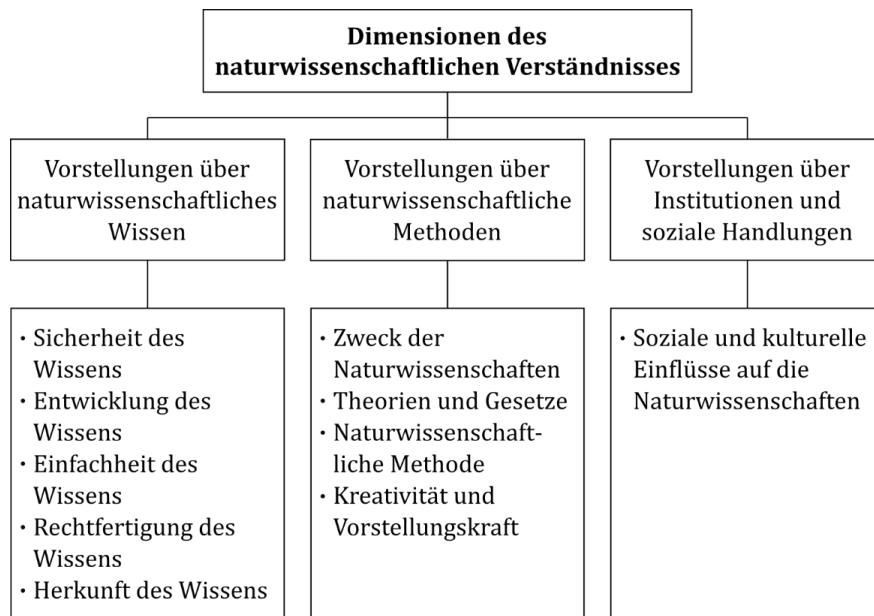 Dimensionen des
naturwissenschaftlichen Verständnisses
Vorstellungen über
naturwissenschaftliches
Wissen
Vorstellungen über
naturwissenschaftliche
Methoden
Vorstellungen über
Institutionen und
soziale Handlungen
· Sicherheit des
Wissens
· Entwicklung des
Wissens
· Einfachheit des
Wissens
· Rechtfertigung des
Wissens
· Herkunft des Wissens
· Zweck der
Naturwissenschaften
· Theorien und Gesetze
· Naturwissenschaft-
liche Methode
· Kreativität und
Vorstellungskraft
· Soziale und kulturelle
Einflüsse auf die
Naturwissenschaften